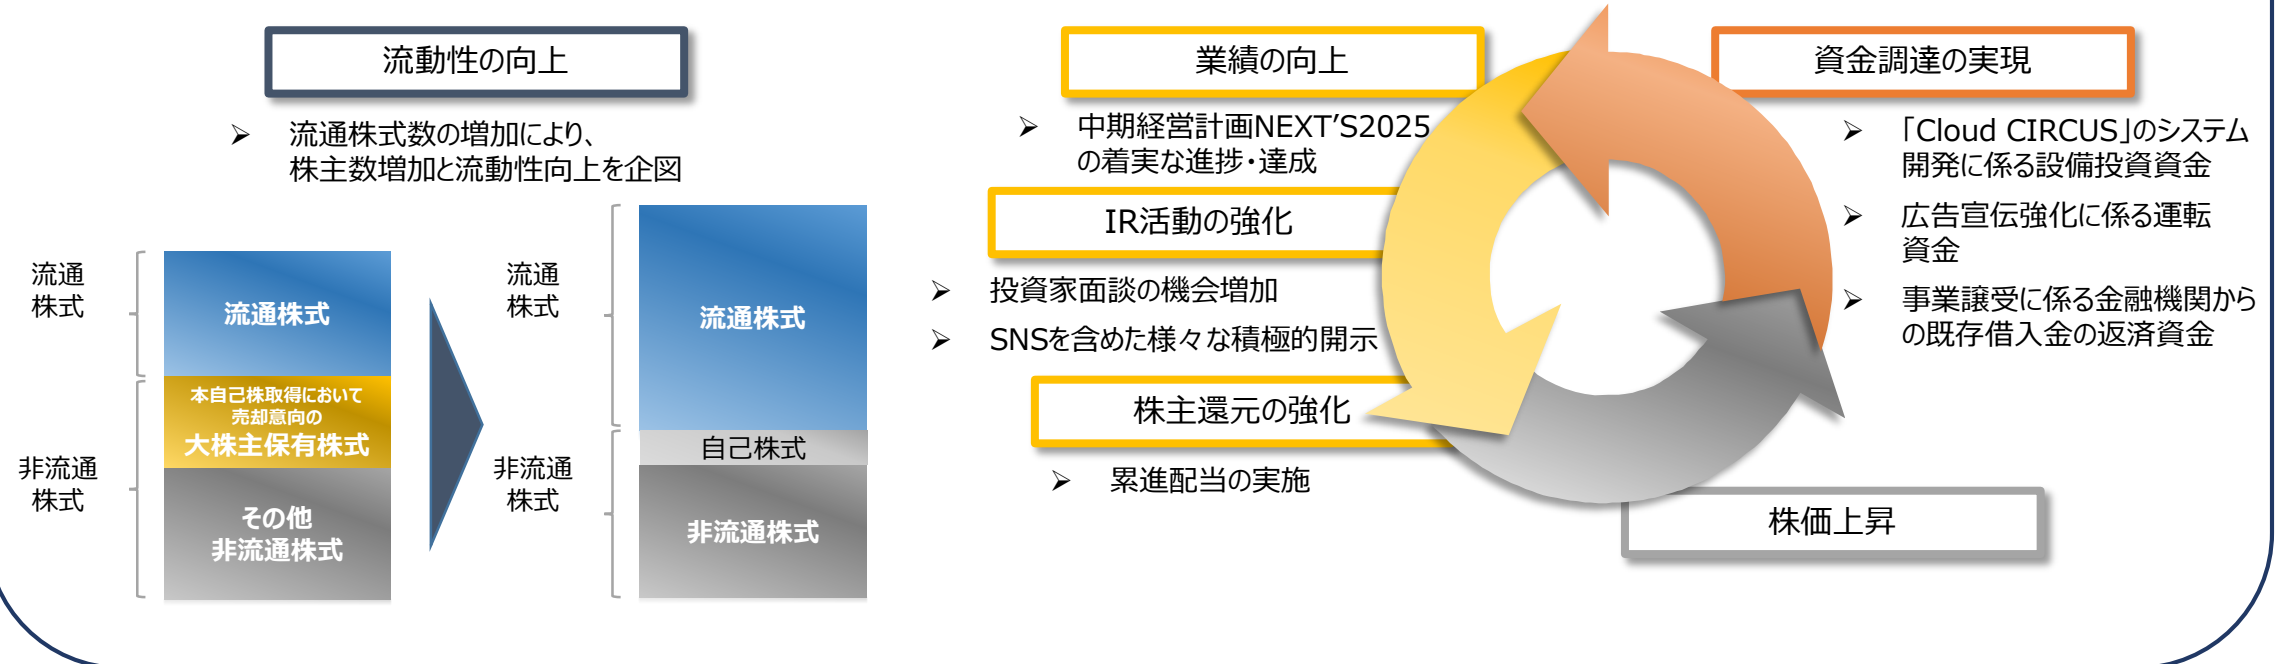 流動性の向上
➢ 流通株式数の増加により、
株主数増加と流動性向上を企図
流通
株式
非流通
株式
流通株式
本自己株取得において
売却意向の
大株主保有株式
その他
非流通株式
流通
株式
非流通
株式
流通株式
自己株式
非流通株式
業績の向上
➢ 中期経営計画NEXT’S2025
の着実な進捗・達成
IR活動の強化
➢ 投資家面談の機会増加
➢ SNSを含めた様々な積極的開示
株主還元の強化
➢ 累進配当の実施
資金調達の実現
➢ 「Cloud CIRCUS」のシステム
開発に係る設備投資資金
➢ 広告宣伝強化に係る運転
資金
➢ 事業譲受に係る金融機関から
の既存借入金の返済資金
株価上昇